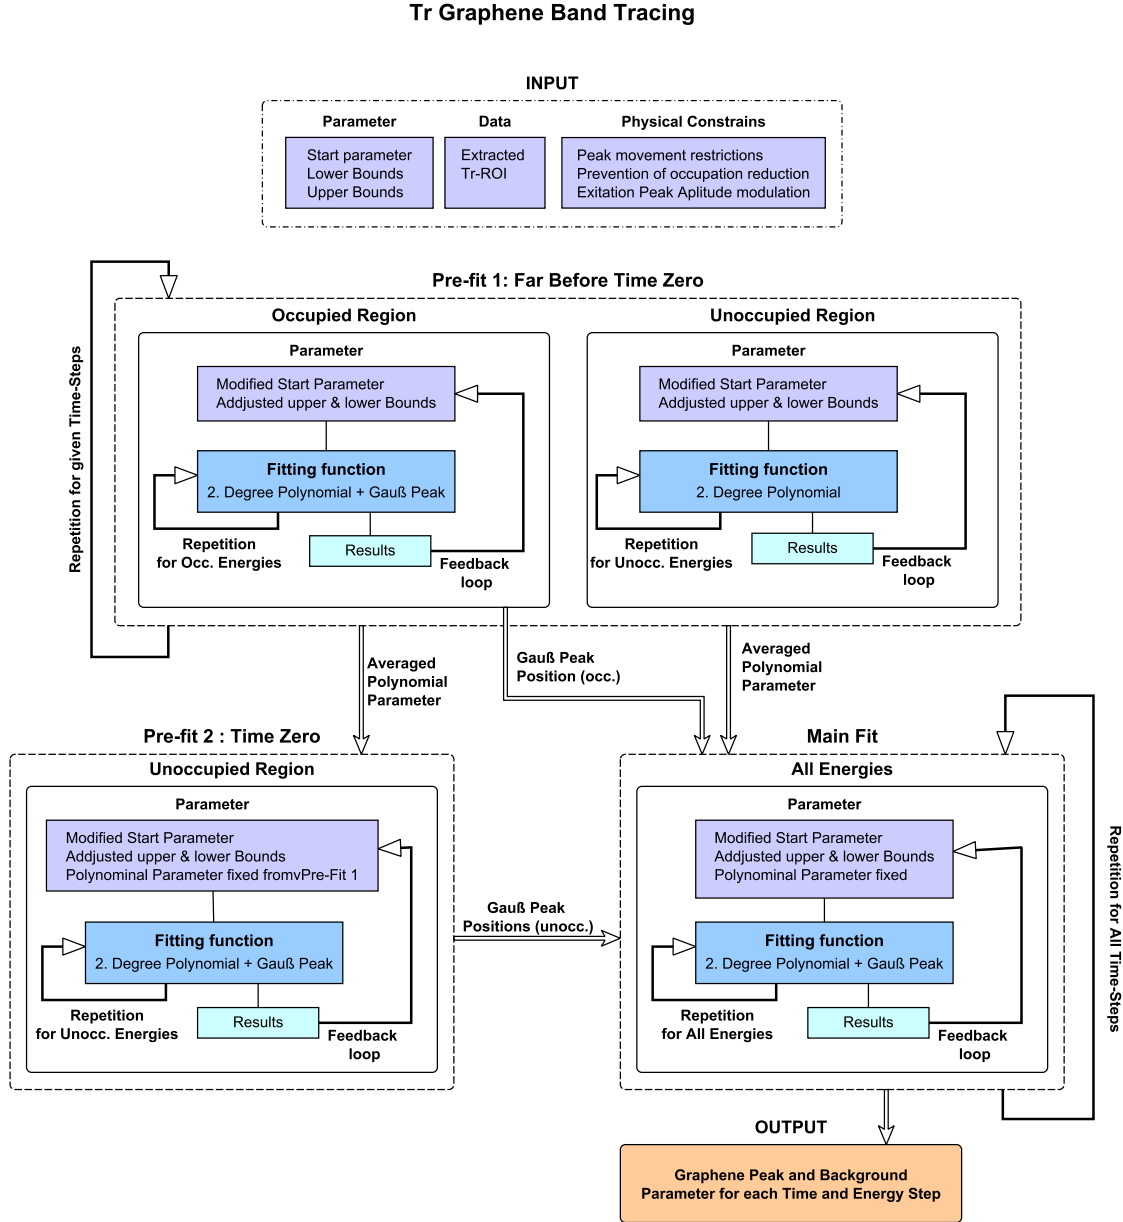 Tr Graphene Band Tracing
INPUT
Parameter
Start parameter
Lower Bounds
Upper Bounds
Data
Extracted
Tr-ROI
Physical Constrains
Peak movement restrictions
Prevention of occupation reduction
Exitation Peak Aplitude modulation
Pre-fit 1: Far Before Time Zero
Repetition for given Time-Steps
Occupied Region
Parameter
Modified Start Parameter
Addjusted upper & lower Bounds
Fitting function
2. Degree Polynomial + Gauß Peak
Repetition
for Occ. Energies
Results
Feedback
loop
Unoccupied Region
Parameter
Modified Start Parameter
Addjusted upper & lower Bounds
Fitting function
2. Degree Polynomial
Repetition
for Unocc. Energies
Results
Feedback
loop
Averaged
Polynomial
Parameter
Gauß Peak
Position (occ.)
Averaged
Polynomial
Parameter
Pre-fit 2 : Time Zero
Unoccupied Region
Parameter
Modified Start Parameter
Addjusted upper & lower Bounds
Polynominal Parameter fixed fromvPre-Fit 1
Fitting function
2. Degree Polynomial + Gauß Peak
Repetition
for Unocc. Energies
Results
Feedback
loop
Gauß Peak
Positions (unocc.)
Main Fit
All Energies
Parameter
Modified Start Parameter
Addjusted upper & lower Bounds
Polynominal Parameter fixed
Fitting function
2. Degree Polynomial + Gauß Peak
Repetition
for All Energies
Results
Feedback
loop
Repetition for All Time-Steps
OUTPUT
Graphene Peak and Background
Parameter for each Time and Energy Step